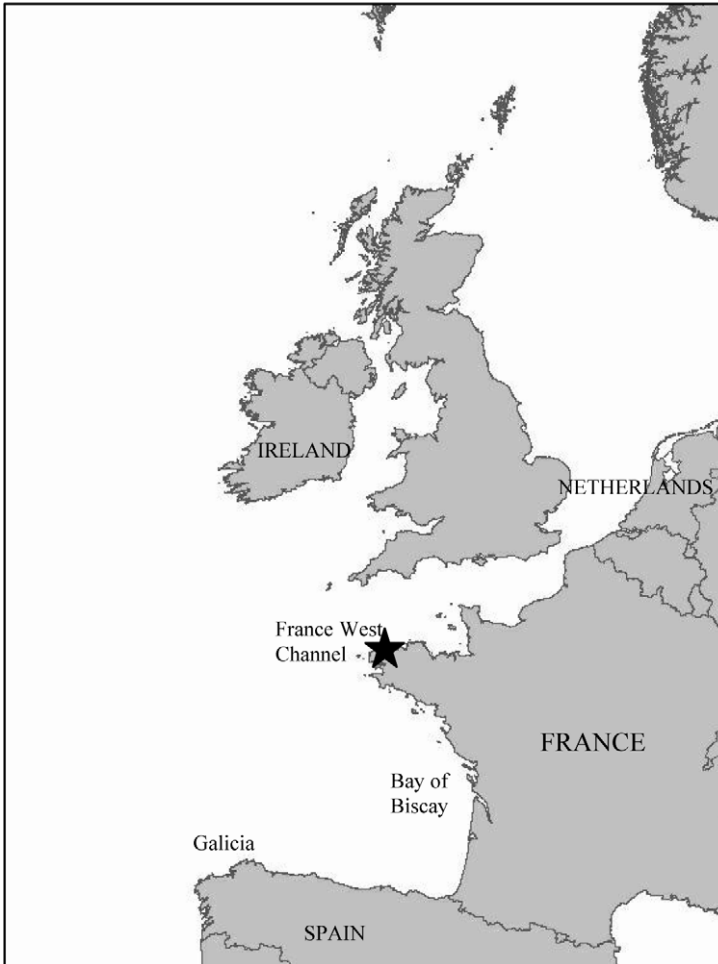 IRELAND
NETHERLANDS
France West
Channel
FRANCE
Bay of
Biscay
Galicia
SPAIN